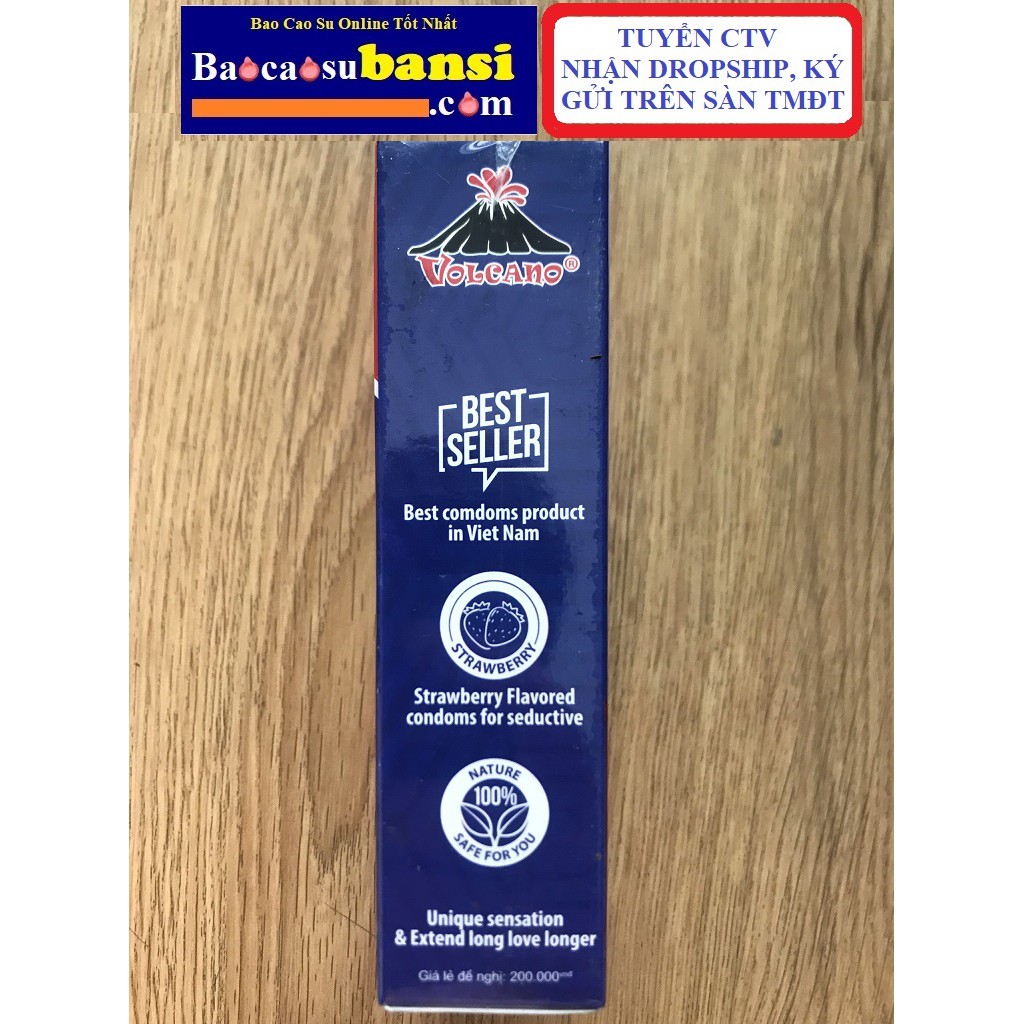 Bao Cao Su Online Tốt Nhất
Baocaosubansi
.com
TUYỂN CTV
NHẬN DROPSHIP, KÝ
GỬI TRÊN SÀN TMĐT
VOLCANO®
BEST
SELLER
Best comdoms product
in Viet Nam
STRAWBERRY
Strawberry Flavored
condoms for seductive
NATURE
100%
SAFE FOR YOU
Unique sensation
& Extend long love longer
Giá lẻ đề nghị: 200.000vnđ